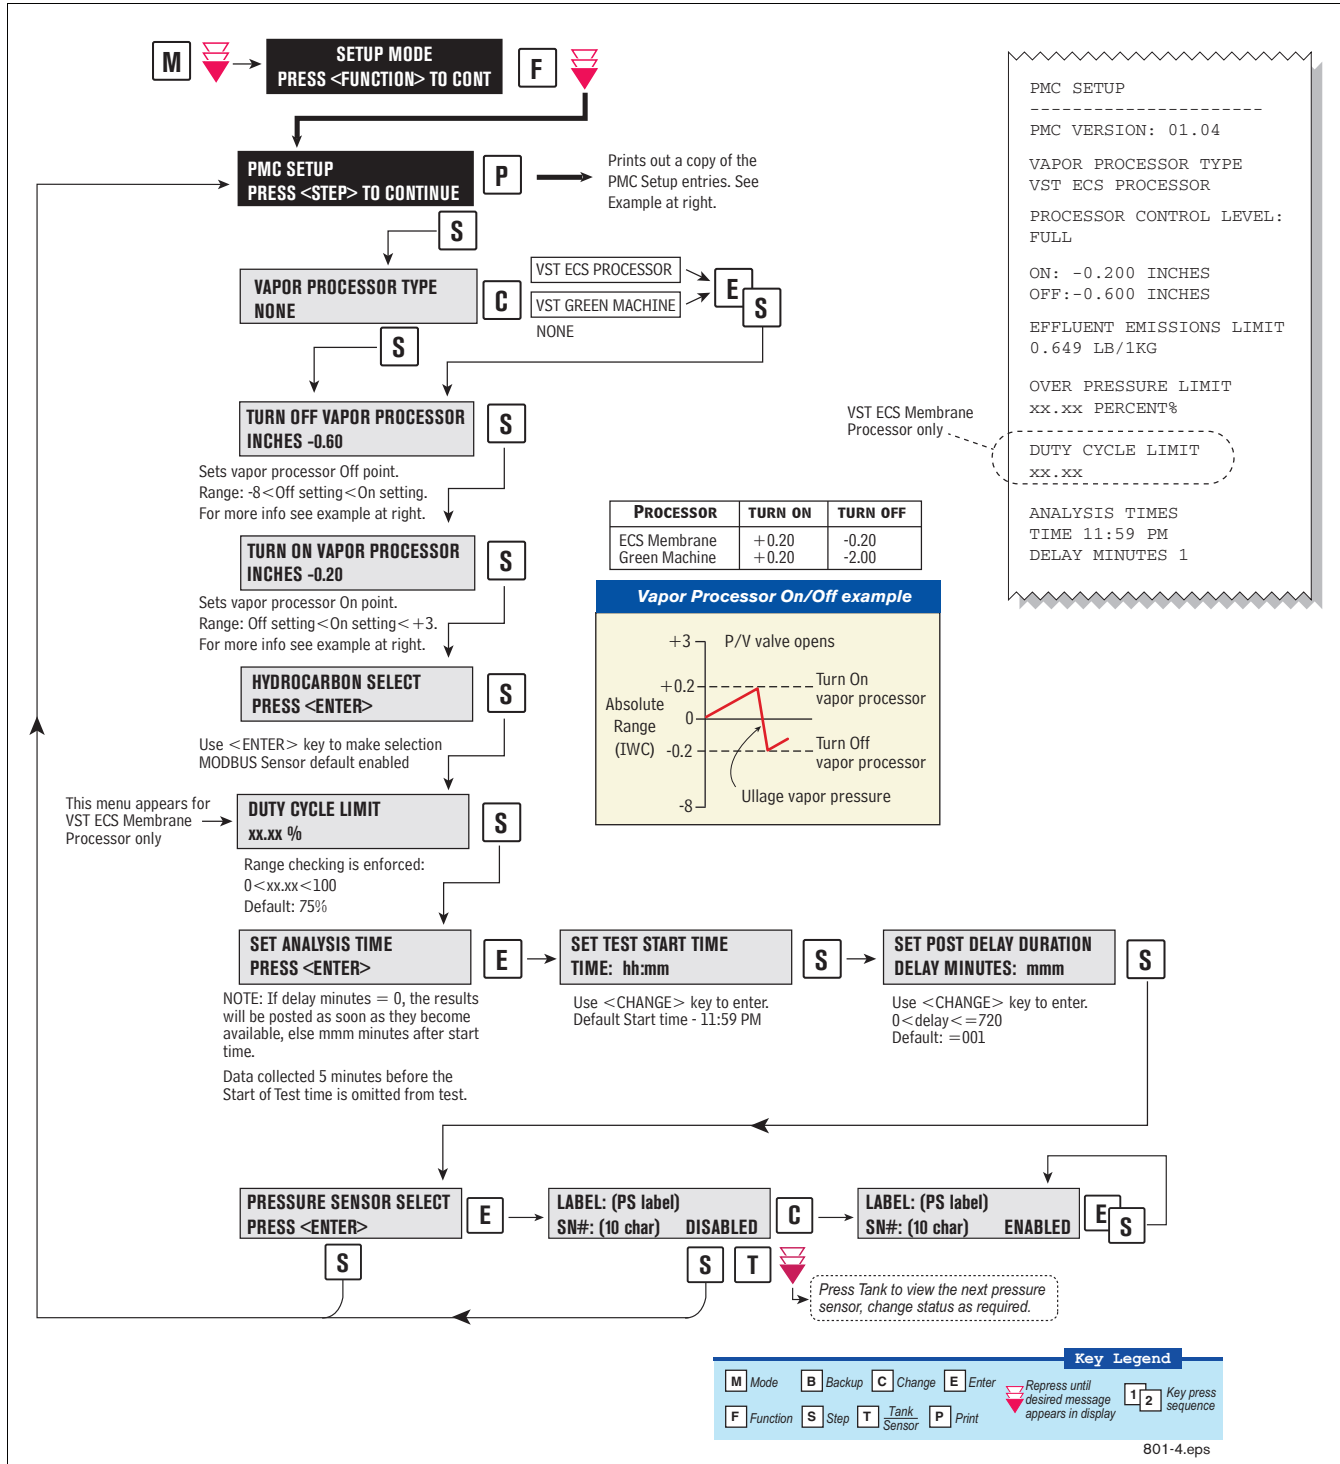 M
SETUP MODE
PRESS <FUNCTION> TO CONT
F
PMC SETUP
PRESS <STEP> TO CONTINUE
P
Prints out a copy of the
PMC Setup entries. See
Example at right.
S
VAPOR PROCESSOR TYPE
NONE
C
VST ECS PROCESSOR
VST GREEN MACHINE
NONE
E
S
S
TURN OFF VAPOR PROCESSOR
INCHES -0.60
S
Sets vapor processor Off point.
Range: -8<Off setting<On setting.
For more info see example at right.
TURN ON VAPOR PROCESSOR
INCHES -0.20
S
Sets vapor processor On point.
Range: Off setting<On setting<+3.
For more info see example at right.
HYDROCARBON SELECT
PRESS <ENTER>
S
Use <ENTER> key to make selection
MODBUS Sensor default enabled
This menu appears for
VST ECS Membrane
Processor only
DUTY CYCLE LIMIT
xx.xx %
S
Range checking is enforced:
0<xx.xx<100
Default: 75%
PROCESSOR TURN ON TURN OFF
ECS Membrane +0.20 -0.20
Green Machine +0.20 -2.00
Vapor Processor On/Off example
+3
P/V valve opens
+0.2
Turn On
vapor processor
Absolute
Range
(IWC)
0
-0.2
Turn Off
vapor processor
Ullage vapor pressure
-8
PMC SETUP
----------------------
PMC VERSION: 01.04
VAPOR PROCESSOR TYPE
VST ECS PROCESSOR
PROCESSOR CONTROL LEVEL:
FULL
ON: -0.200 INCHES
OFF:-0.600 INCHES
EFFLUENT EMISSIONS LIMIT
0.649 LB/1KG
OVER PRESSURE LIMIT
xx.xx PERCENT%
VST ECS Membrane
Processor only
DUTY CYCLE LIMIT
xx.xx
ANALYSIS TIMES
TIME 11:59 PM
DELAY MINUTES 1
SET ANALYSIS TIME
PRESS <ENTER>
E
SET TEST START TIME
TIME: hh:mm
S
SET POST DELAY DURATION
DELAY MINUTES: mmm
S
NOTE: If delay minutes = 0, the results
will be posted as soon as they become
available, else mmm minutes after start
time.
Data collected 5 minutes before the
Start of Test time is omitted from test.
Use <CHANGE> key to enter.
Default Start time - 11:59 PM
Use <CHANGE> key to enter.
0<delay<=720
Default: =001
PRESSURE SENSOR SELECT
PRESS <ENTER>
E
LABEL: (PS label)
SN#: (10 char) DISABLED
C
LABEL: (PS label)
SN#: (10 char) ENABLED
E
S
S
S
T
Press Tank to view the next pressure
sensor, change status as required.
Key Legend
M Mode B Backup C Change E Enter
F Function S Step T Tank Sensor P Print
Repress until
desired message
appears in display
1 2 Key press
sequence
801-4.eps